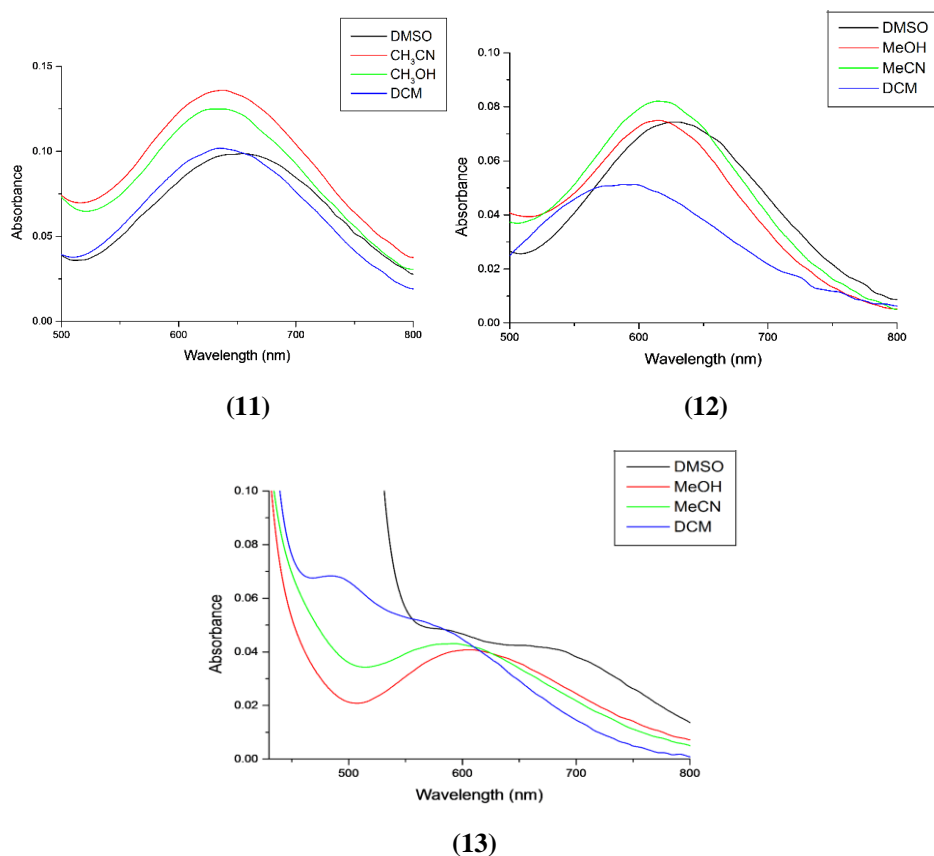 DMSO
CH₃CN
CH₃OH
DCM
0.15
0.10
0.05
0.00
Absorbance
500 600 700 800
Wavelength (nm)
(11)
DMSO
MeOH
MeCN
DCM
0.10
0.08
0.06
0.04
0.02
0.00
Absorbance
500 600 700 800
Wavelength (nm)
(12)
DMSO
MeOH
MeCN
DCM
0.10
0.08
0.06
0.04
0.02
0.00
Absorbance
500 600 700 800
Wavelength (nm)
(13)